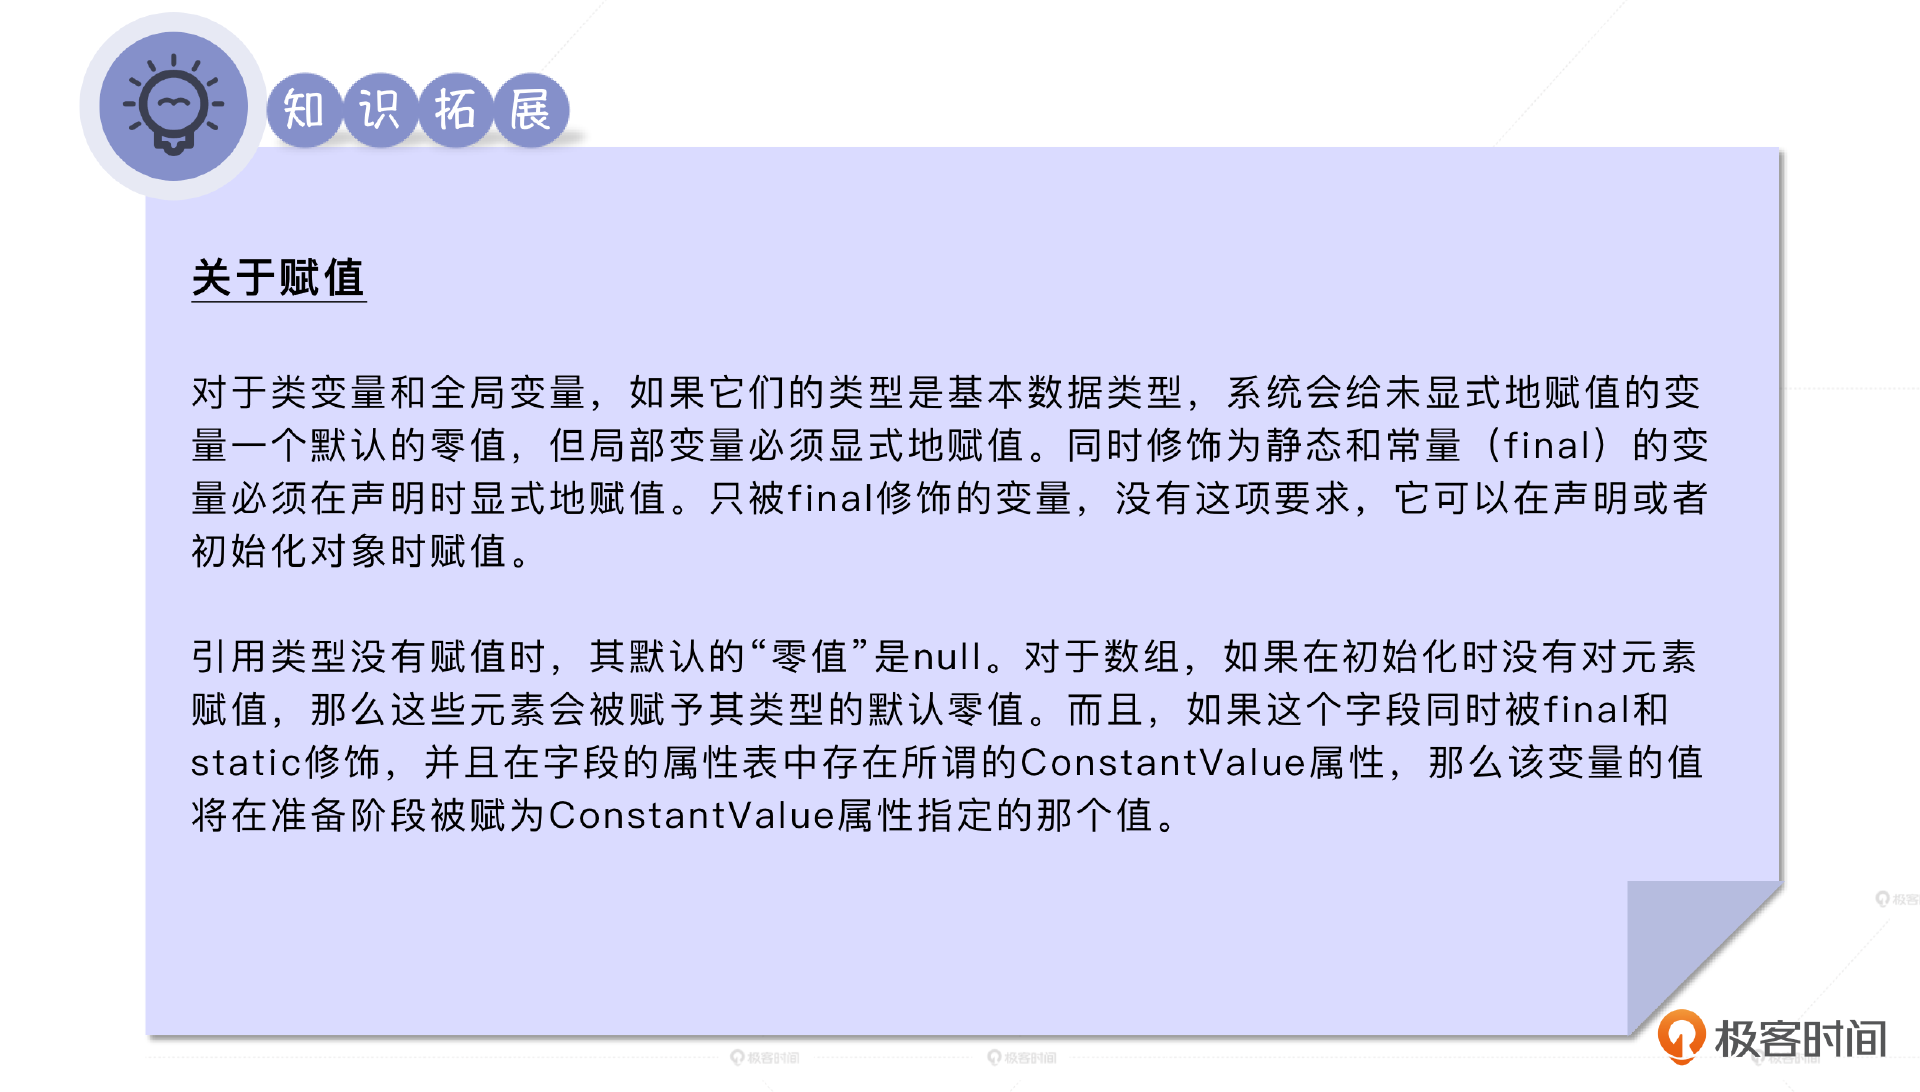 知识拓展
关于赋值
对于类变量和全局变量，如果它们的类型是基本数据类型，系统会给未显式地赋值的变
量一个默认的零值，但局部变量必须显式地赋值。同时修饰为静态和常量（final）的变
量必须在声明时显式地赋值。只被final修饰的变量，没有这项要求，它可以在声明或者
初始化对象时赋值。
引用类型没有赋值时，其默认的“零值”是null。对于数组，如果在初始化时没有对元素
赋值，那么这些元素会被赋予其类型的默认零值。而且，如果这个字段同时被final和
static修饰，并且在字段的属性表中存在所谓的ConstantValue属性，那么该变量的值
将在准备阶段被赋为ConstantValue属性指定的那个值。
极客
极客时间
极客时间
极客时间
极客时间